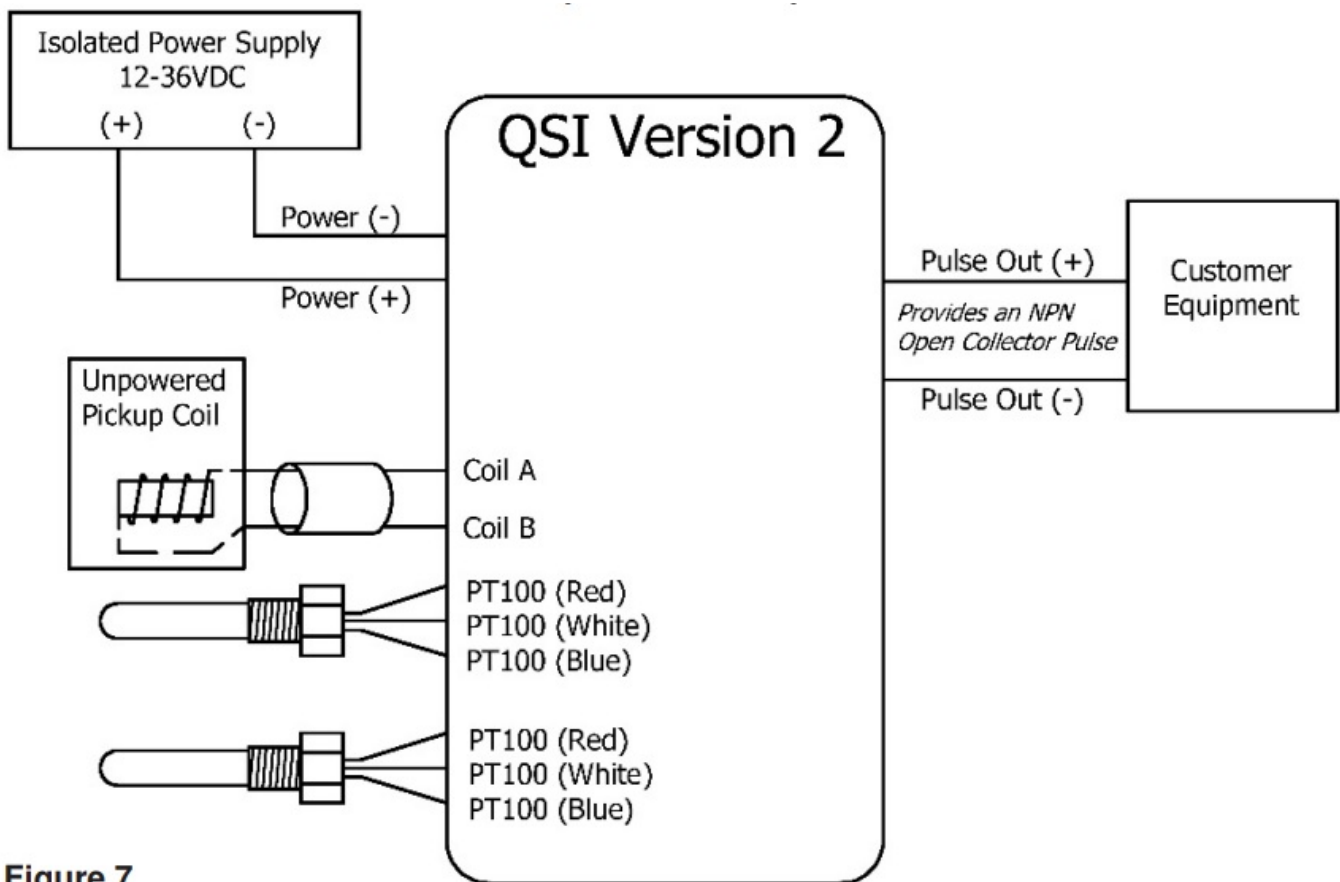 Isolated Power Supply
12-36VDC
(+) (-)
QSI Version 2
Power (-)
Power (+)
Pulse Out (+)
Provides an NPN
Open Collector Pulse
Pulse Out (-)
Customer
Equipment
Unpowered
Pickup Coil
Coil A
Coil B
PT100 (Red)
PT100 (White)
PT100 (Blue)
PT100 (Red)
PT100 (White)
PT100 (Blue)
Figure 7